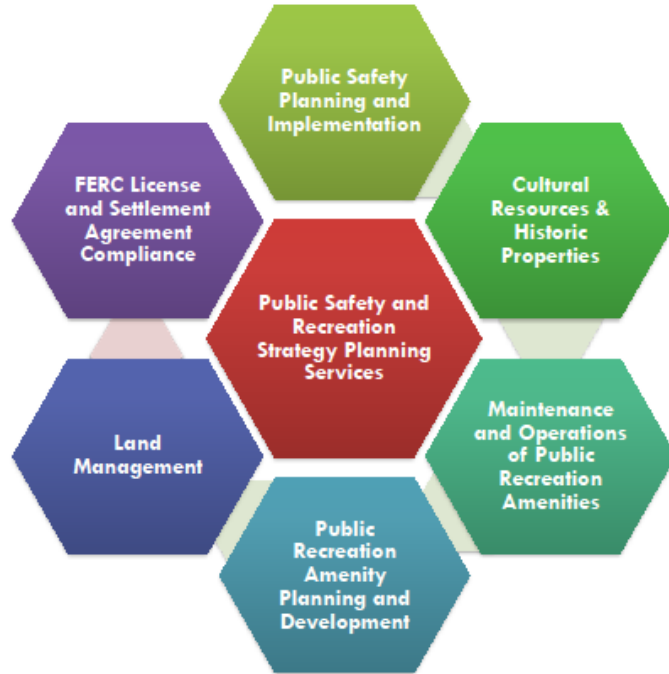 Public Safety
Planning and
Implementation
FERC License
and Settlement
Agreement
Compliance
Cultural
Resources &
Historic
Properties
Public Safety and
Recreation
Strategy Planning
Services
Land
Management
Maintenance
and Operations
of Public
Recreation
Amenities
Public
Recreation
Amenity
Planning and
Development